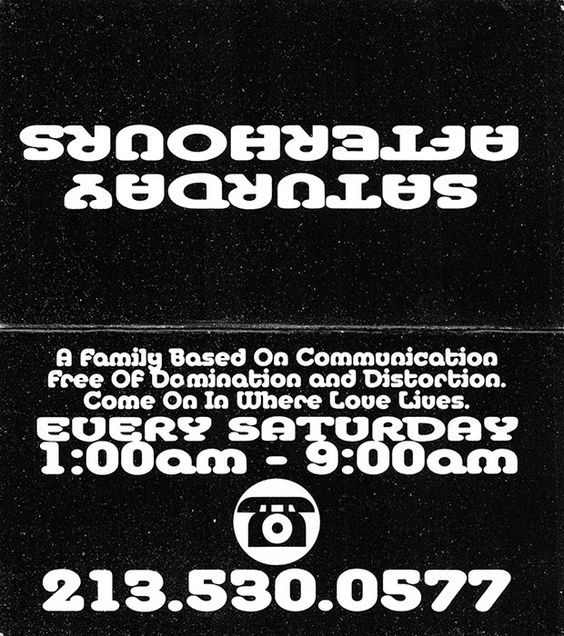 SATURDAY
AFTERHOURS
A Family Based On Communication
Free Of Domination and Distortion.
Come On In Where Love Lives.
EVERY SATURDAY
1:00am - 9:00am
213.530.0577